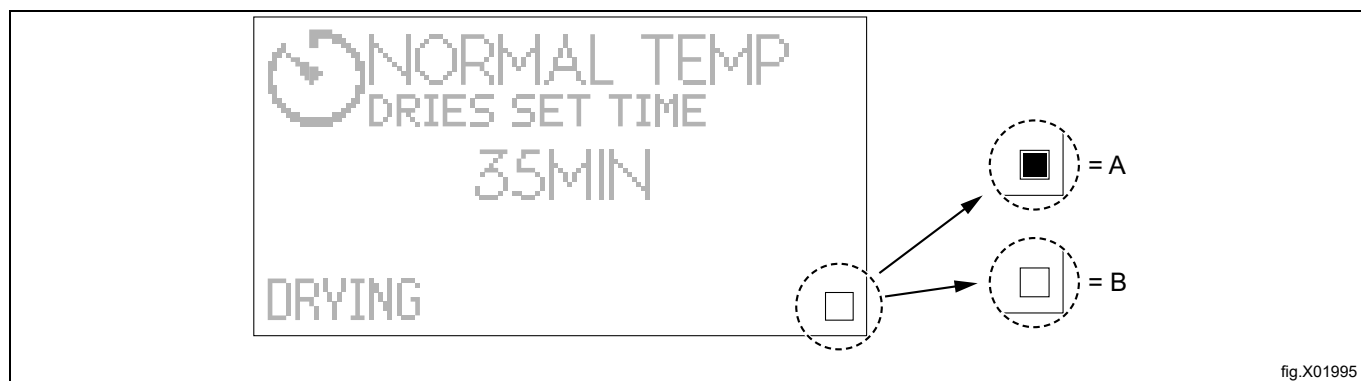 NORMAL TEMP
DRIES SET TIME
35MIN
DRYING
= A
= B
fig.X01995